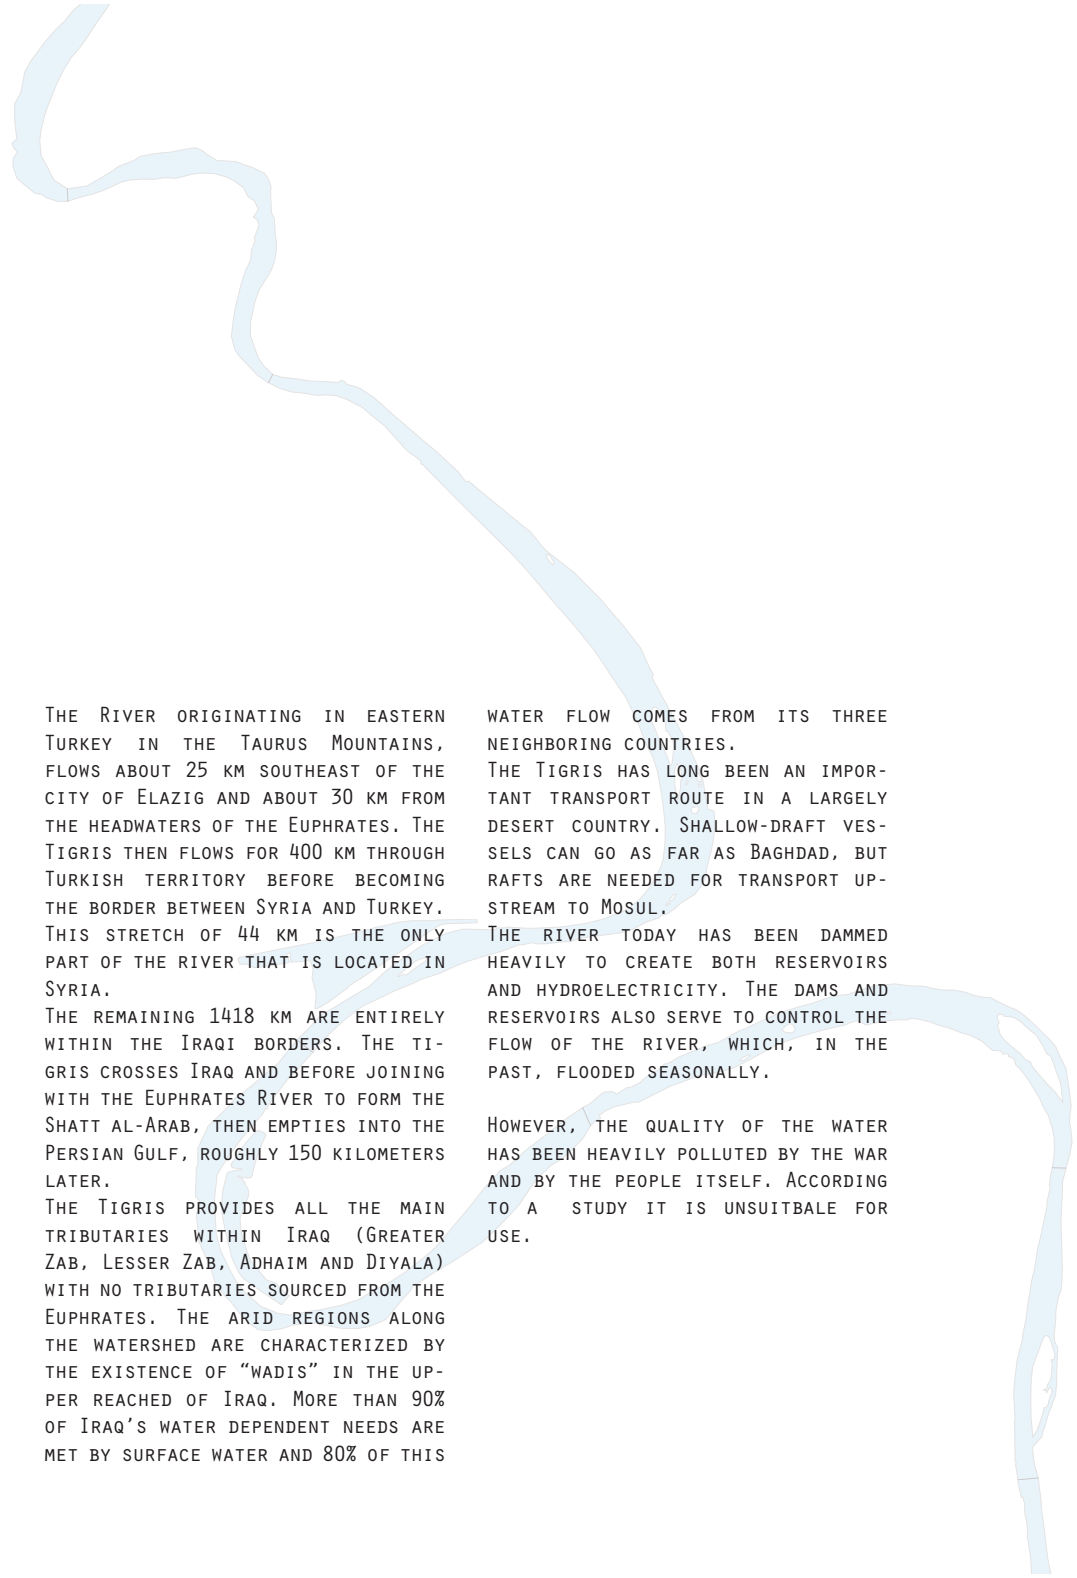 The River originating in eastern
Turkey in the Taurus Mountains,
flows about 25 km southeast of the
city of Elazig and about 30 km from
the headwaters of the Euphrates. The
Tigris then flows for 400 km through
Turkish territory before becoming
the border between Syria and Turkey.
This stretch of 44 km is the only
part of the river that is located in
Syria.
The remaining 1418 km are entirely
within the Iraqi borders. The Ti-
gris crosses Iraq and before joining
with the Euphrates River to form the
Shatt al-Arab, then empties into the
Persian Gulf, roughly 150 kilometers
later.
The Tigris provides all the main
tributaries within Iraq (Greater
Zab, Lesser Zab, Adhaim and Diyala)
with no tributaries sourced from the
Euphrates. The arid regions along
the watershed are characterized by
the existence of “wadis” in the up-
per reached of Iraq. More than 90%
of Iraq’s water dependent needs are
met by surface water and 80% of this
water flow comes from its three
neighboring countries.
The Tigris has long been an impor-
tant transport route in a largely
desert country. Shallow-draft ves-
sels can go as far as Baghdad, but
rafts are needed for transport up-
stream to Mosul.
The river today has been dammed
heavily to create both reservoirs
and hydroelectricity. The dams and
reservoirs also serve to control the
flow of the river, which, in the
past, flooded seasonally.
However, the quality of the water
has been heavily polluted by the war
and by the people itself. According
to a study it is unsuitbale for
use.